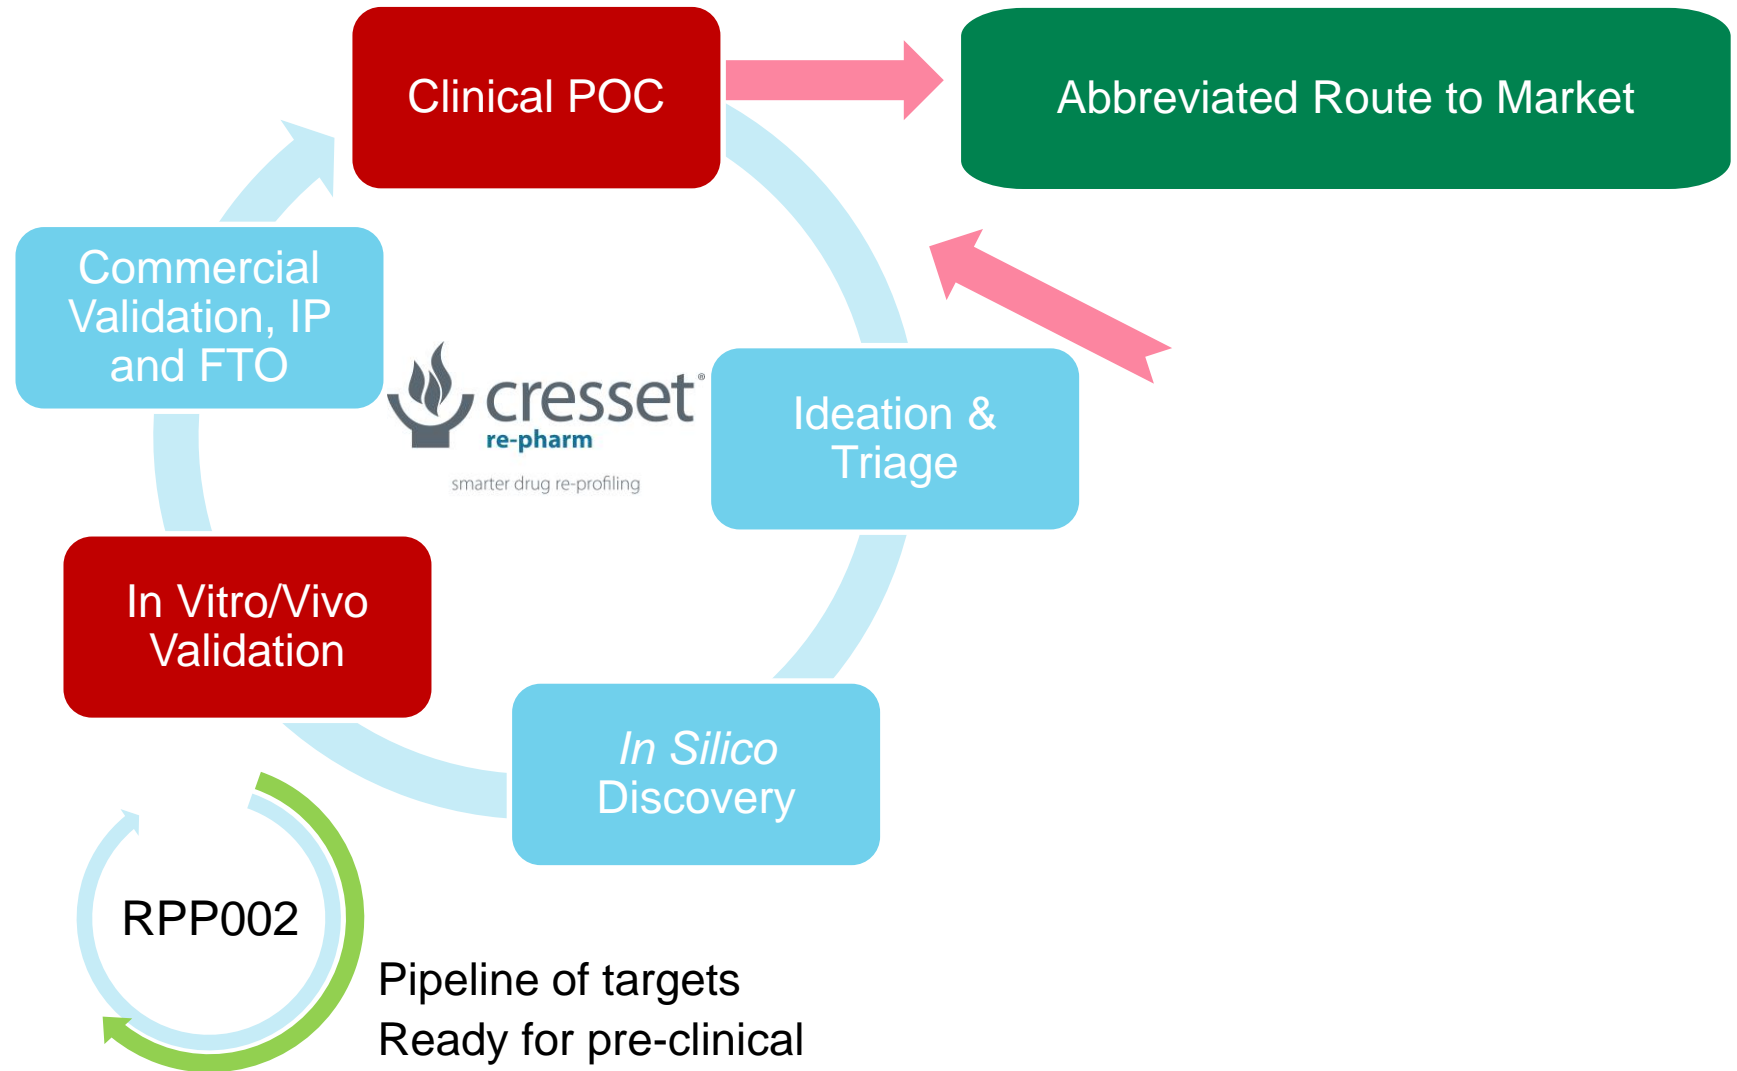 Clinical POC
Abbreviated Route to Market
Commercial
Validation, IP
and FTO
cresset®
re-pharm
smarter drug re-profiling
Ideation &
Triage
In Vitro/Vivo
Validation
In Silico
Discovery
RPP002
Pipeline of targets
Ready for pre-clinical